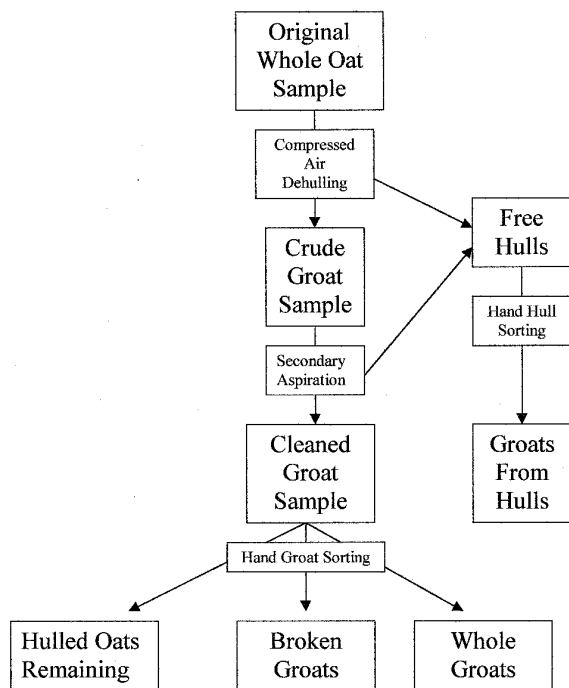 Original
Whole Oat
Sample
Compressed
Air
Dehulling
Free
Hulls
Crude
Groat
Sample
Hand Hull
Sorting
Secondary
Aspiration
Cleaned
Groat
Sample
Groats
From
Hulls
Hand Groat Sorting
Hulled Oats
Remaining
Broken
Groats
Whole
Groats